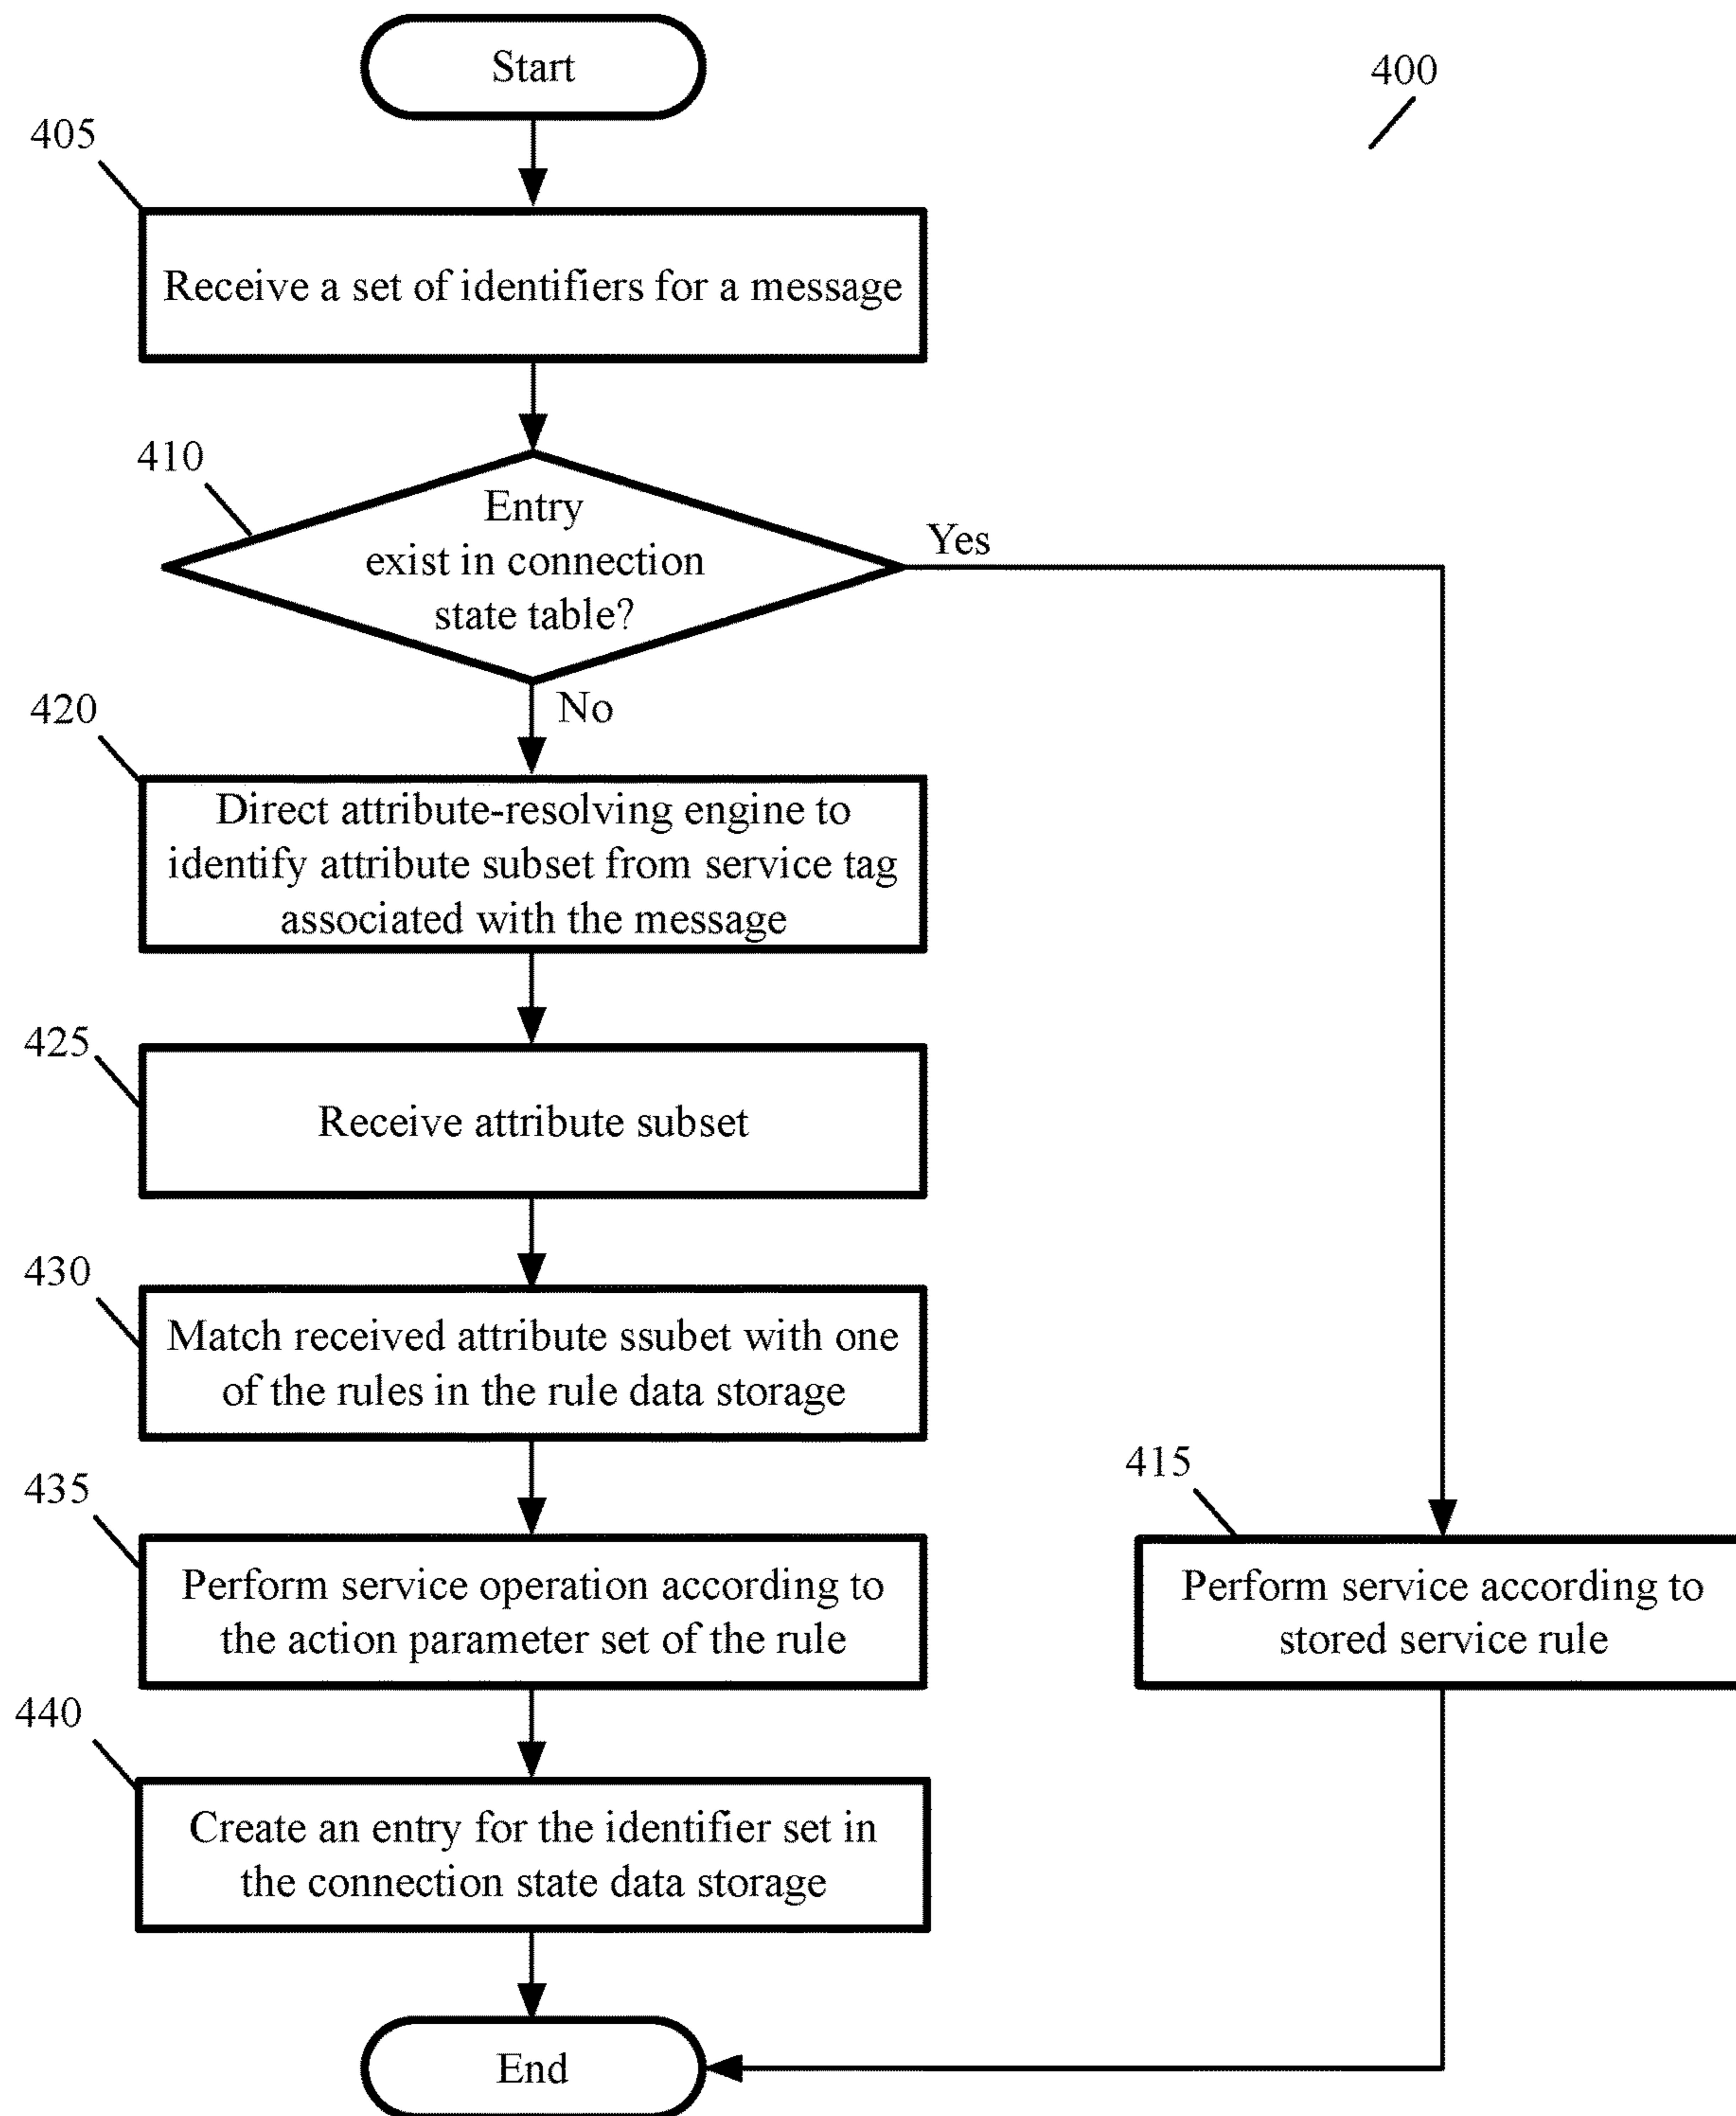 Start
400
405
Receive a set of identifiers for a message
410
Entry
exist in connection
state table?
Yes
No
420
Direct attribute-resolving engine to
identify attribute subset from service tag
associated with the message
425
Receive attribute subset
430
Match received attribute ssubet with one
of the rules in the rule data storage
435
Perform service operation according to
the action parameter set of the rule
415
Perform service according to
stored service rule
440
Create an entry for the identifier set in
the connection state data storage
End